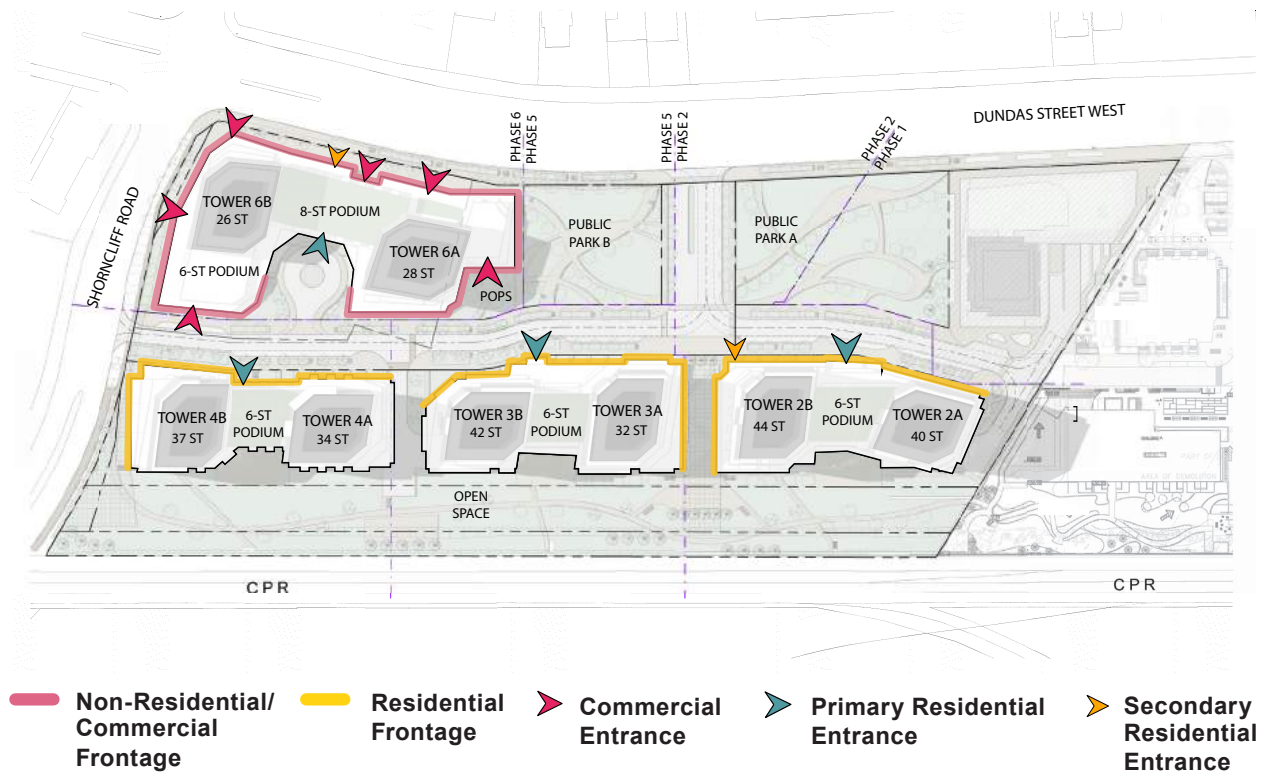 DUNDAS STREET WEST
PHASE 6
PHASE 5
PHASE 5
PHASE 2
PHASE 2
PHASE 1
SHORNCLIFF ROAD
TOWER 6B
26 ST
8-ST PODIUM
6-ST PODIUM
TOWER 6A
28 ST
POPS
PUBLIC
PARK B
PUBLIC
PARK A
TOWER 4B
37 ST
6-ST
PODIUM
TOWER 4A
34 ST
TOWER 3B
42 ST
6-ST
PODIUM
TOWER 3A
32 ST
TOWER 2B
44 ST
6-ST
PODIUM
TOWER 2A
40 ST
OPEN
SPACE
CPR
CPR
Non-Residential/
Commercial
Frontage
Residential
Frontage
Commercial
Entrance
Primary Residential
Entrance
Secondary
Residential
Entrance